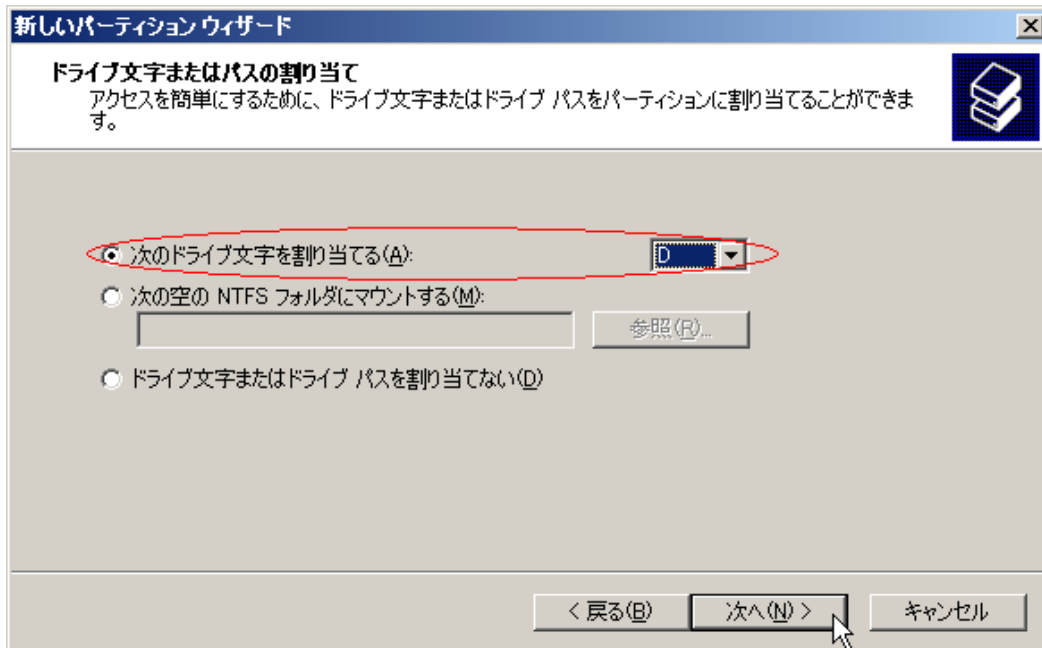 新しいパーティション ウィザード
ドライブ文字またはパスの割り当て
アクセスを簡単にするために、ドライブ文字またはドライブ パスをパーティションに割り当てることができま
す。
次のドライブ文字を割り当てる(A): D
次の空の NTFS フォルダにマウントする(M):
参照(R)...
ドライブ文字またはドライブ パスを割り当てない(D)
< 戻る(B) 次へ(N) > キャンセル